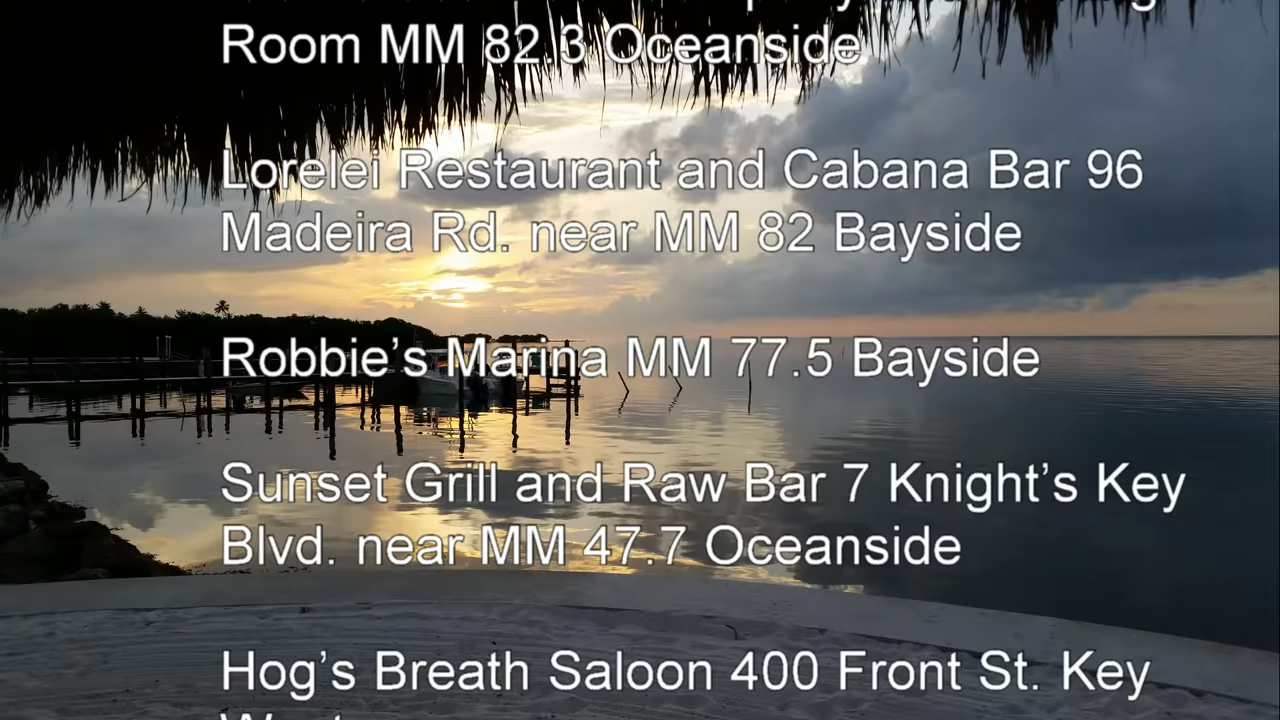 Room MM 82.3 Oceanside
Lorelei Restaurant and Cabana Bar 96
Madeira Rd. near MM 82 Bayside
Robbie’s Marina MM 77.5 Bayside
Sunset Grill and Raw Bar 7 Knight’s Key
Blvd. near MM 47.7 Oceanside
Hog’s Breath Saloon 400 Front St. Key